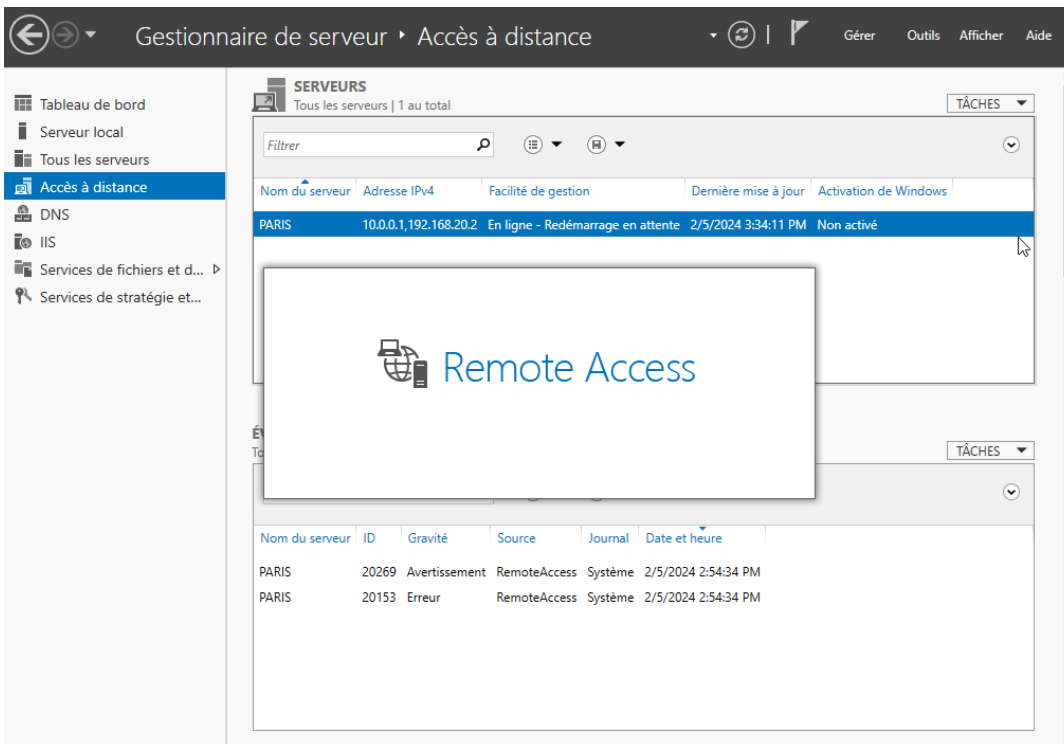 Gestionnaire de serveur ‣ Accès à distance
Gérer Outils Afficher Aide
Tableau de bord
Serveur local
Tous les serveurs
Accès à distance
DNS
IIS
Services de fichiers et d...
Services de stratégie et...
SERVEURS
Tous les serveurs | 1 au total
TÂCHES
Filtrer
Nom du serveur Adresse IPv4 Facilité de gestion Dernière mise à jour Activation de Windows
PARIS 10.0.0.1,192.168.20.2 En ligne - Redémarrage en attente 2/5/2024 3:34:11 PM Non activé
Remote Access
TÂCHES
Nom du serveur ID Gravité Source Journal Date et heure
PARIS 20269 Avertissement RemoteAccess Système 2/5/2024 2:54:34 PM
PARIS 20153 Erreur RemoteAccess Système 2/5/2024 2:54:34 PM